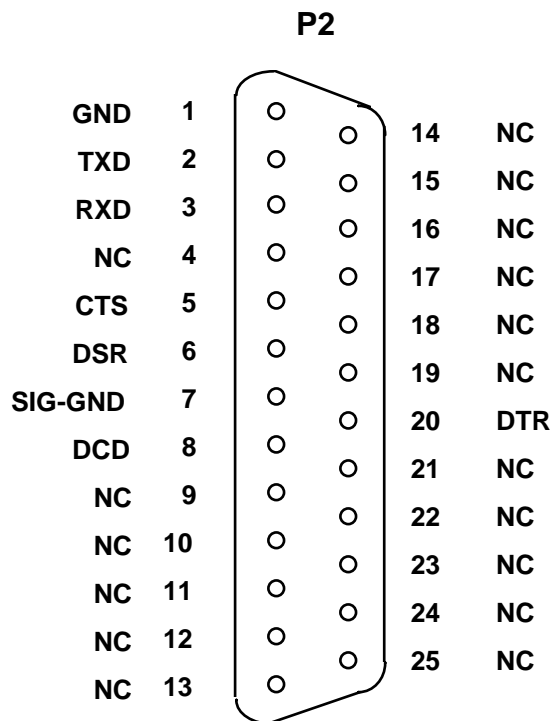 P2
GND 1
14 NC
TXD 2
15 NC
RXD 3
16 NC
NC 4
17 NC
CTS 5
18 NC
DSR 6
19 NC
SIG-GND 7
20 DTR
DCD 8
21 NC
NC 9
22 NC
NC 10
23 NC
NC 11
24 NC
NC 12
25 NC
NC 13